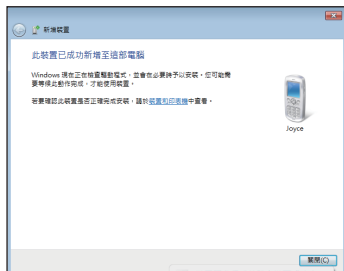 新增裝置
此裝置已成功新增至這部電腦
Windows 現在正在檢查驅動程式，並會在必要時予以安裝。您可能需
要等候此動作完成，才能使用裝置。
若要確認此裝置是否正確完成安裝，請於裝置和印表機中查看。
Joyce
關閉(C)